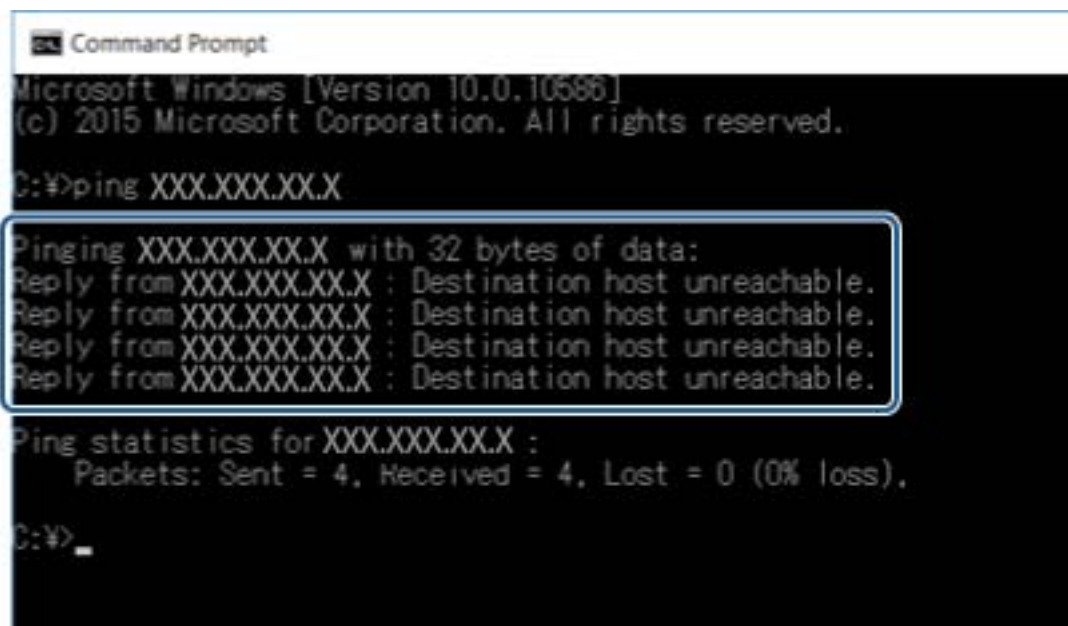 Command Prompt
Microsoft Windows [Version 10.0.10586]
(c) 2015 Microsoft Corporation. All rights reserved.
C:¥>ping XXX.XXX.XX.X
Pinging XXX.XXX.XX.X with 32 bytes of data:
Reply from XXX.XXX.XX.X : Destination host unreachable.
Reply from XXX.XXX.XX.X : Destination host unreachable.
Reply from XXX.XXX.XX.X : Destination host unreachable.
Reply from XXX.XXX.XX.X : Destination host unreachable.
Ping statistics for XXX.XXX.XX.X :
Packets: Sent = 4, Received = 4, Lost = 0 (0% loss),
C:¥>_